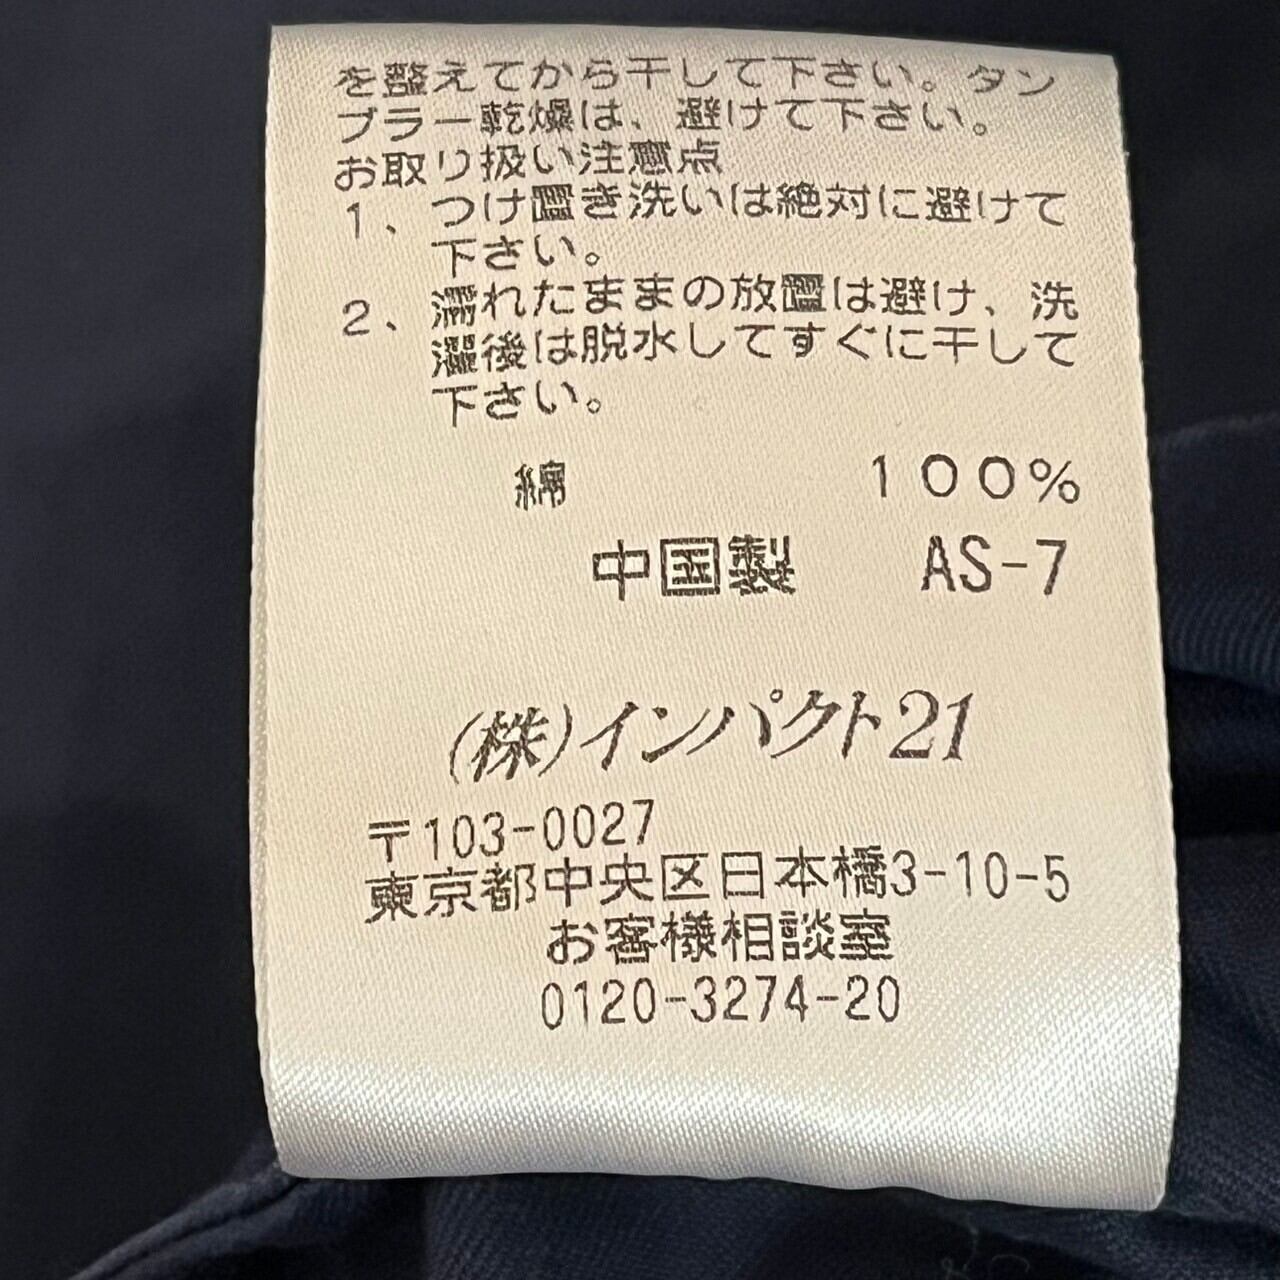 を整えてから干して下さい。タン
ブラー乾燥は、避けて下さい。
お取り扱い注意点
1、つけ置き洗いは絶対に避けて
下さい。
2、濡れたままの放置は避け、洗
濯後は脱水してすぐに干して
下さい。
綿 100%
中国製 AS-7
(株)インパクト21
〒103-0027
東京都中央区日本橋3-10-5
お客様相談室
0120-3274-20